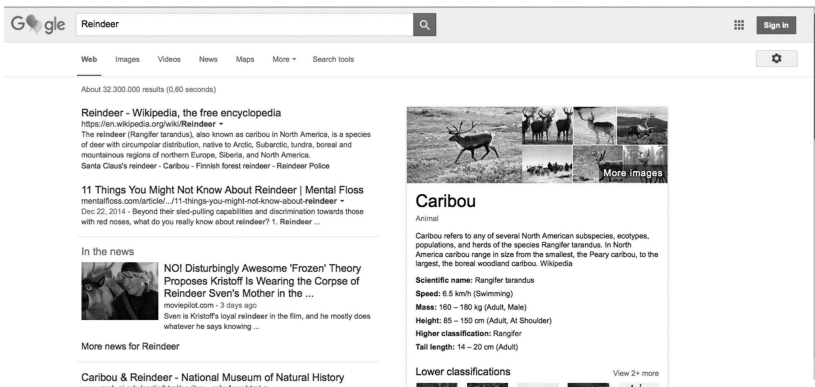 G gle
Reindeer
Sign in
Web Images Videos News Maps More Search tools
About 32.300.000 results (0,60 seconds)
Reindeer - Wikipedia, the free encyclopedia
https://en.wikipedia.org/wiki/Reindeer
The reindeer (Rangifer tarandus), also known as caribou in North America, is a species
of deer with circumpolar distribution, native to Arctic, Subarctic, tundra, boreal and
mountainous regions of northern Europe, Siberia, and North America.
Santa Claus's reindeer - Caribou - Finnish forest reindeer - Reindeer Police
11 Things You Might Not Know About Reindeer | Mental Floss
mentalfloss.com/article/.../11-things-you-might-not-know-about-reindeer
Dec 22, 2014 - Beyond their sled-pulling capabilities and discrimination towards those
with red noses, what do you really know about reindeer? 1. Reindeer ...
In the news
NO! Disturbingly Awesome 'Frozen' Theory
Proposes Kristoff Is Wearing the Corpse of
Reindeer Sven's Mother in the ...
moviepilot.com - 3 days ago
Sven is Kristoff's loyal reindeer in the film, and he mostly does
whatever he says knowing ...
More news for Reindeer
Caribou & Reindeer - National Museum of Natural History
More images
Caribou
Animal
Caribou refers to any of several North American subspecies, ecotypes,
populations, and herds of the species Rangifer tarandus. In North
America caribou range in size from the smallest, the Peary caribou, to the
largest, the boreal woodland caribou. Wikipedia
Scientific name: Rangifer tarandus
Speed: 6.5 km/h (Swimming)
Mass: 160 – 180 kg (Adult, Male)
Height: 85 – 150 cm (Adult, At Shoulder)
Higher classification: Rangifer
Tail length: 14 – 20 cm (Adult)
Lower classifications
View 2+ more